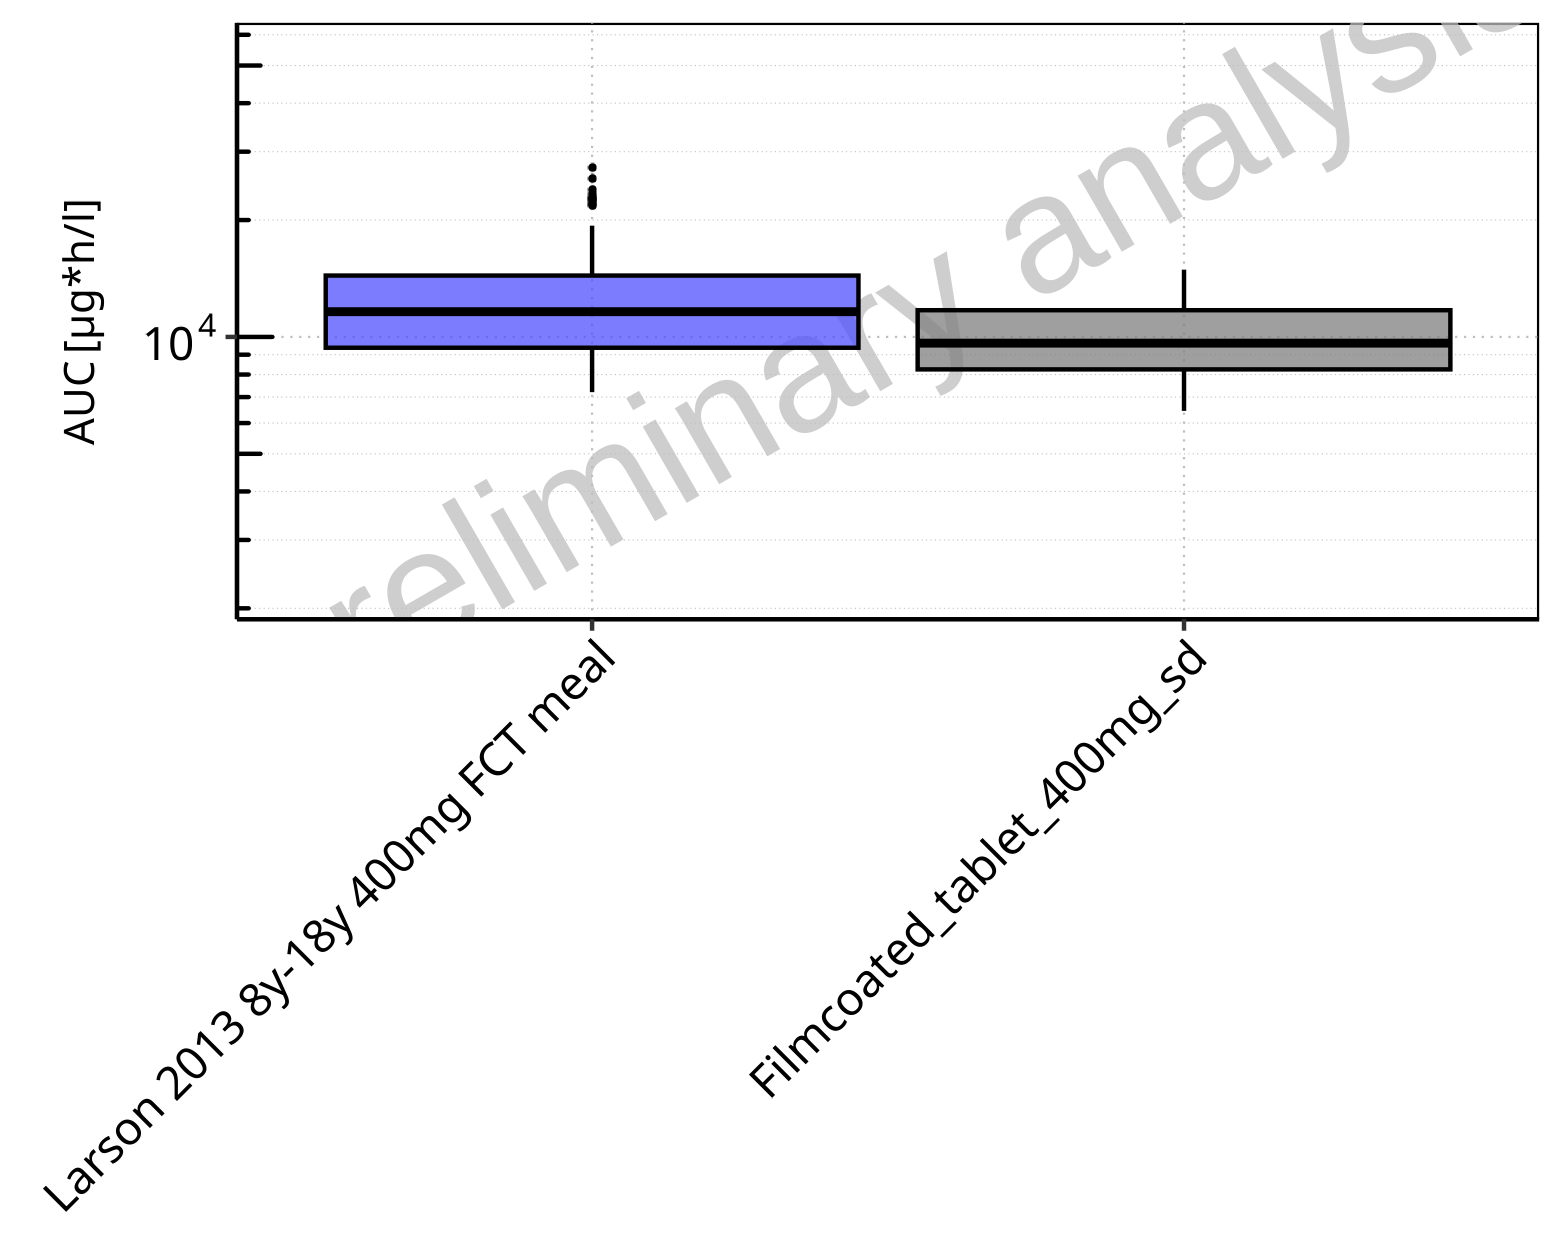 AUC [µg*h/l]
10⁴
reliminary analysis
Larson 2013 8y-18y 400mg FCT meal
Filmcoated_tablet_400mg_sd